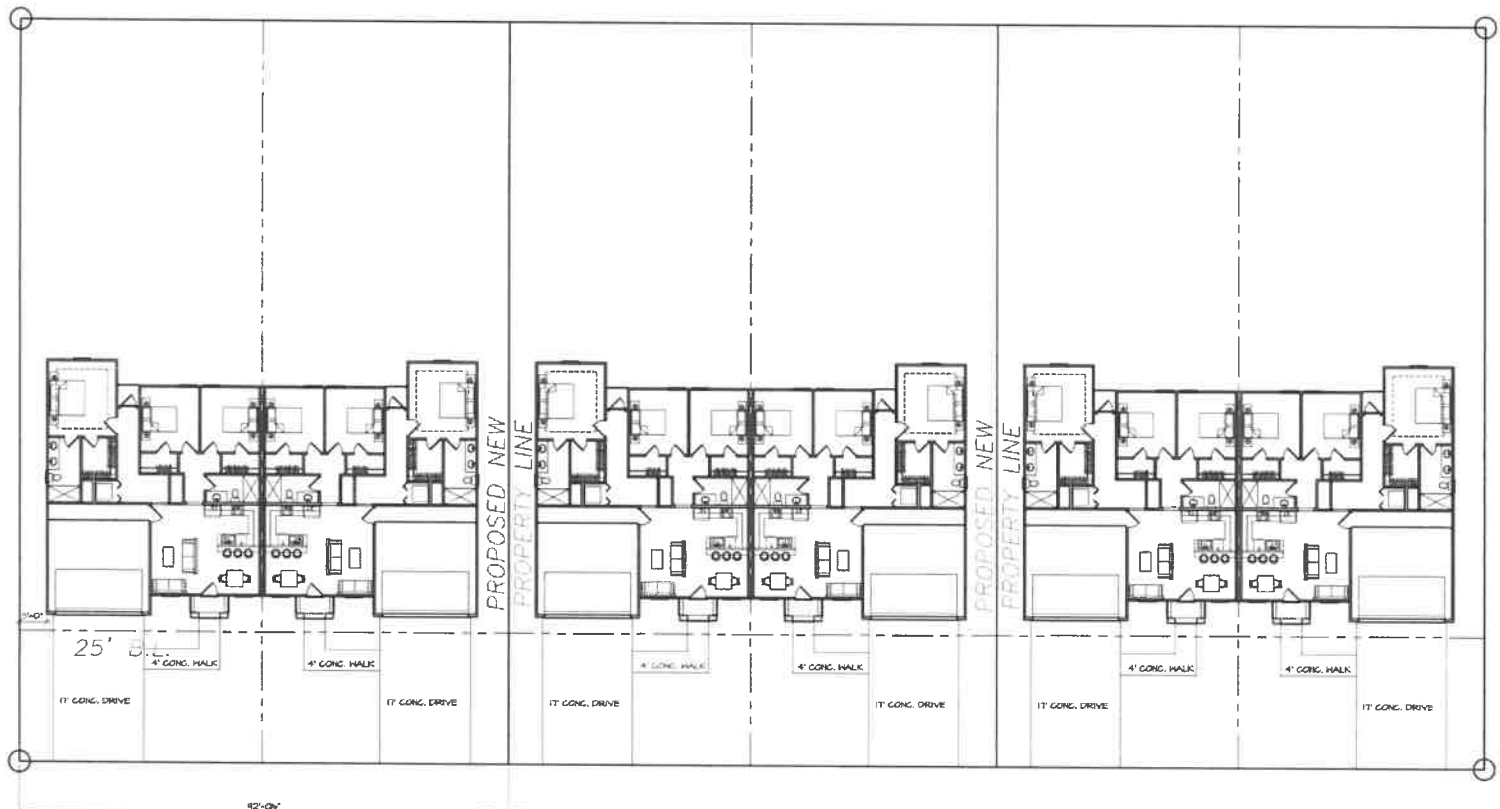 PROPOSED NEW
PROPERTY LINE
PROPOSED NEW
PROPERTY LINE
25' B.L.
4' CONC. WALK
4' CONC. WALK
4' CONC. WALK
4' CONC. WALK
4' CONC. WALK
4' CONC. WALK
17' CONC. DRIVE
17' CONC. DRIVE
17' CONC. DRIVE
17' CONC. DRIVE
17' CONC. DRIVE
17' CONC. DRIVE